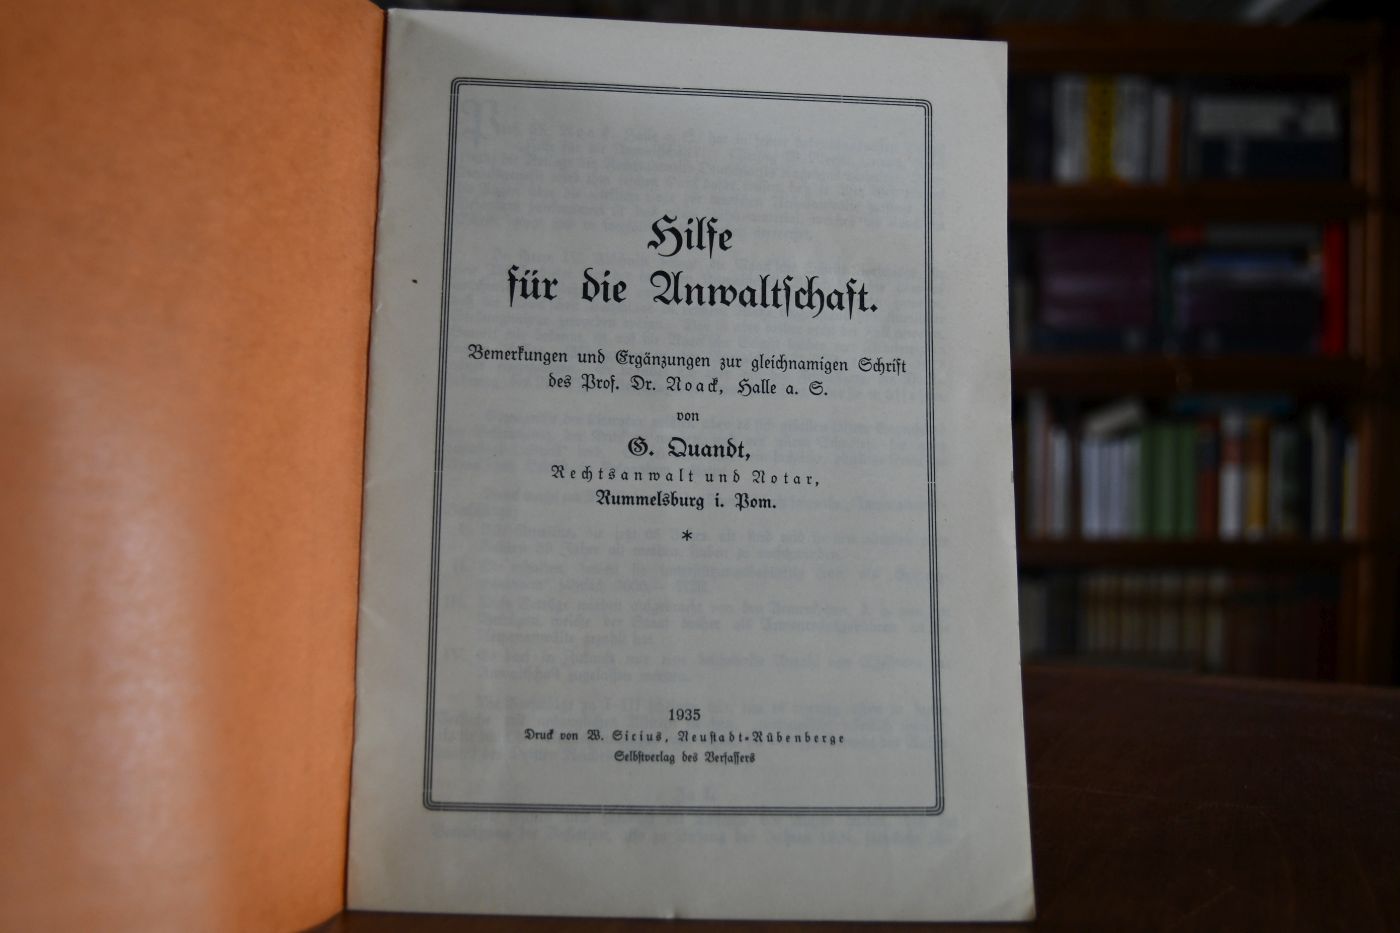 Hilfe
für die Anwaltschaft.
Bemerkungen und Ergänzungen zur gleichnamigen Schrift
des Prof. Dr. Noack, Halle a. S.
von
G. Quandt,
Rechtsanwalt und Notar,
Rummelsburg i. Pom.
*
1935
Druck von W. Sicius, Neustadt-Rübenberge
Selbstverlag des Verfassers